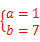 a = 1
b = 7